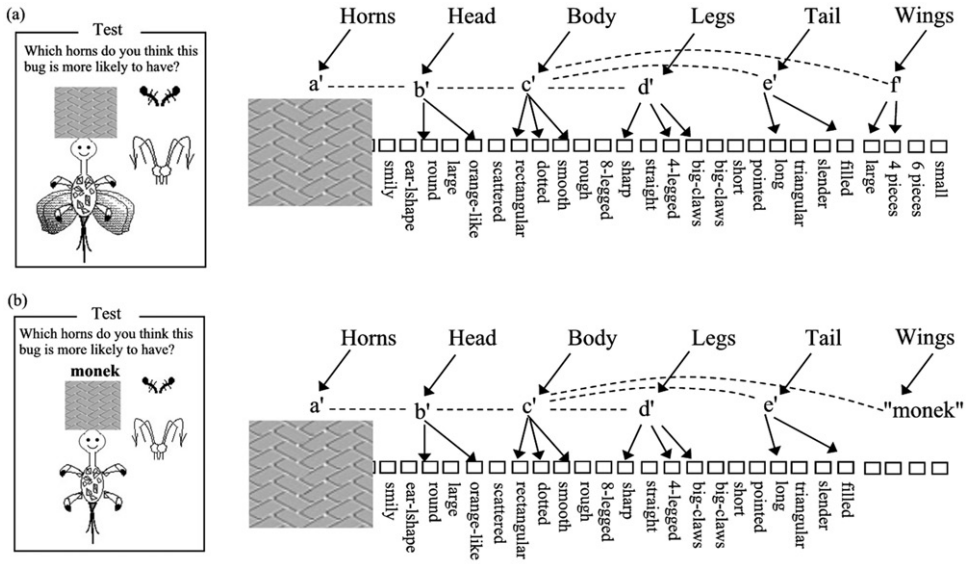 (a)
Test
Which horns do you think this
bug is more likely to have?
Horns Head Body Legs Tail Wings
a' b' c' d' e' f'
smily
ear-lshape
round
large
orange-like
scattered
rectangular
dotted
smooth
rough
8-legged
sharp
straight
4-legged
big-claws
big-claws
short
pointed
long
triangular
slender
filled
large
4 pieces
6 pieces
small
(b)
Test
Which horns do you think this
bug is more likely to have?
monek
Horns Head Body Legs Tail Wings
a' b' c' d' e' "monek"
smily
ear-lshape
round
large
orange-like
scattered
rectangular
dotted
smooth
rough
8-legged
sharp
straight
4-legged
big-claws
big-claws
short
pointed
long
triangular
slender
filled